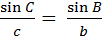 sin C / c = sin B / b